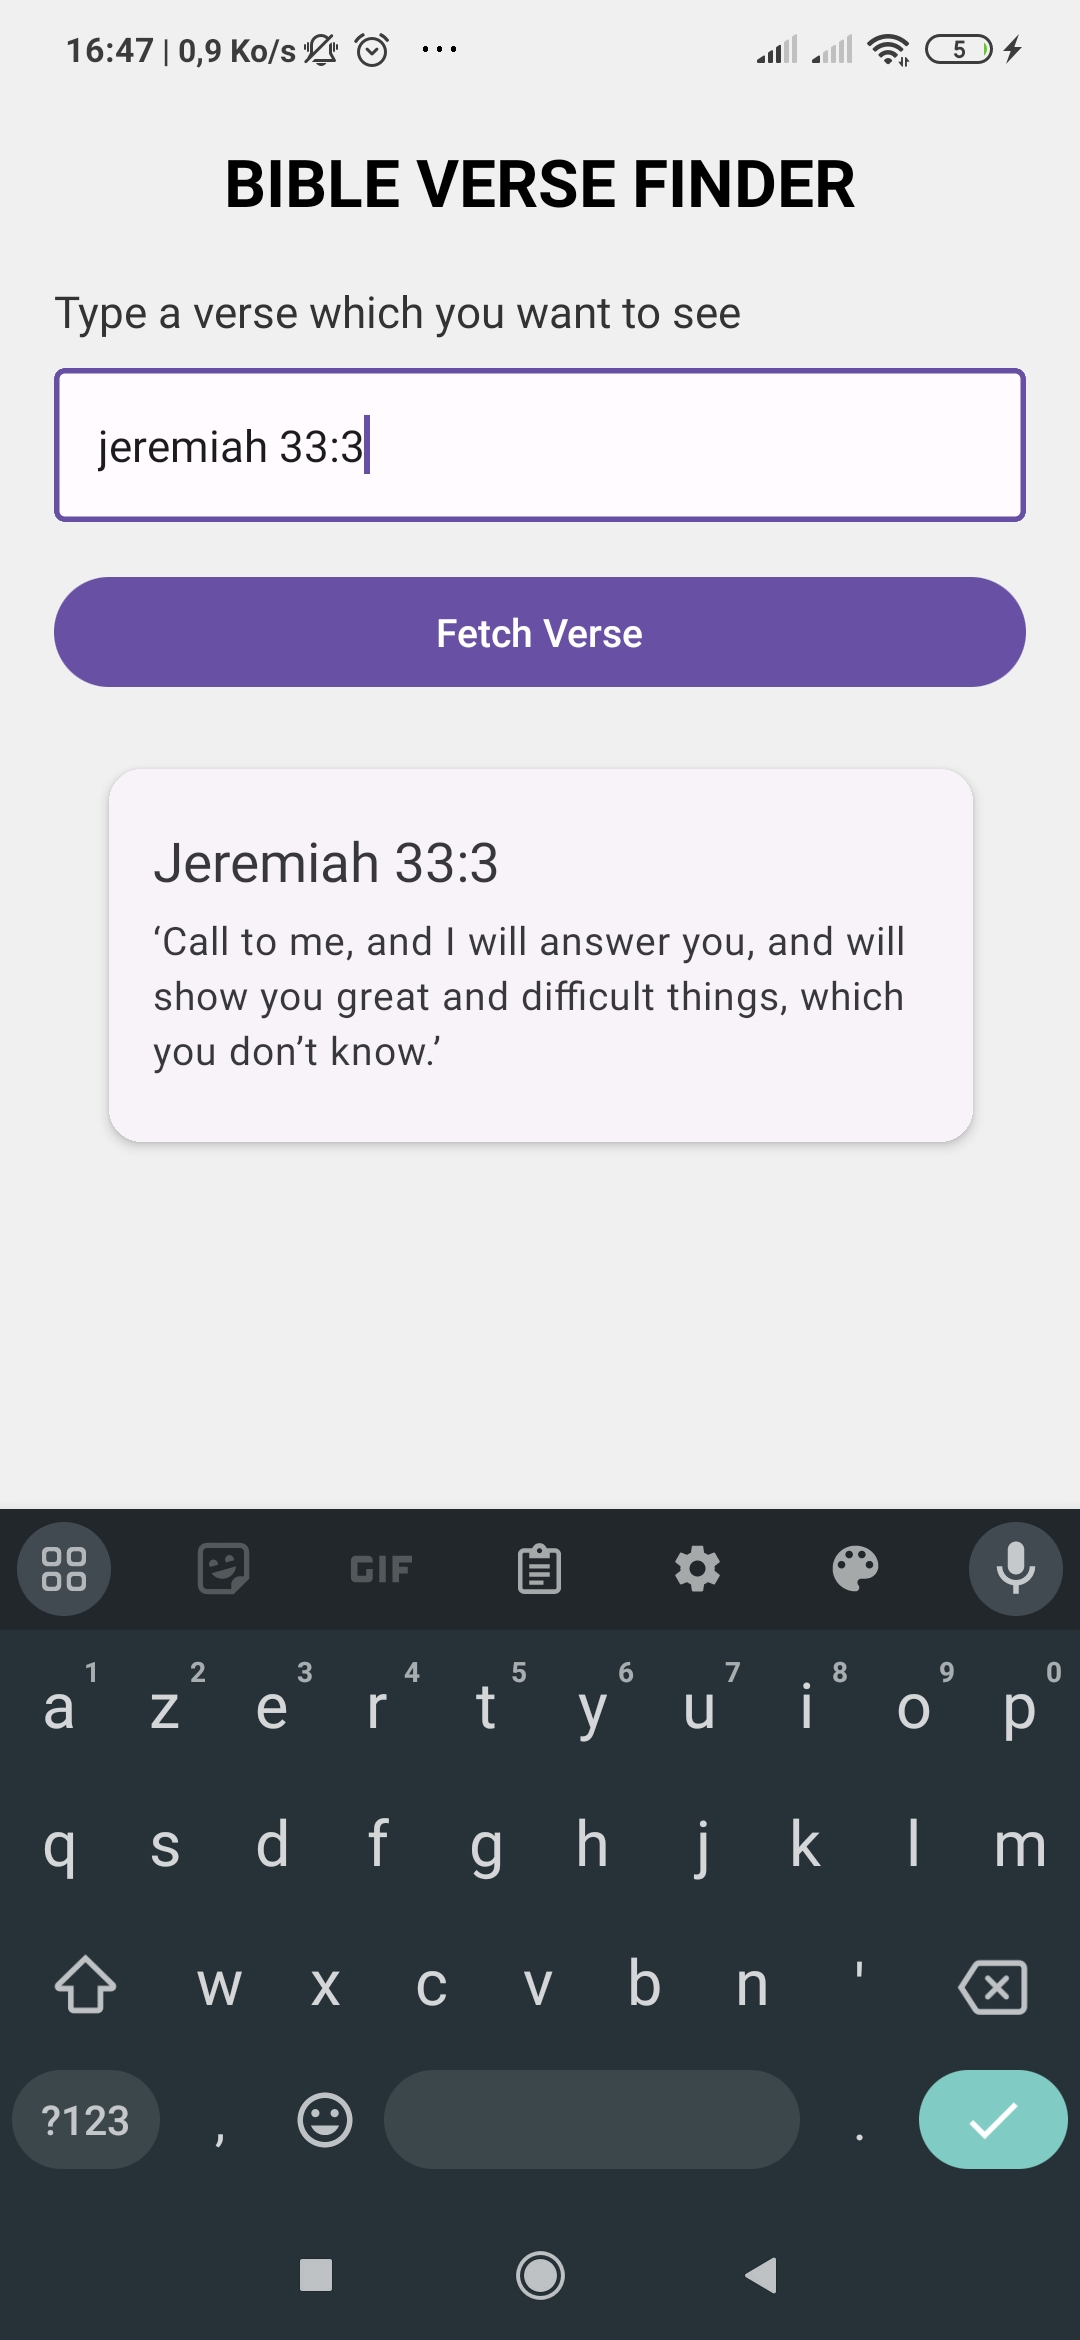 16:47 | 0,9 Ko/s ... 5
BIBLE VERSE FINDER
Type a verse which you want to see
jeremiah 33:3
Fetch Verse
Jeremiah 33:3
‘Call to me, and I will answer you, and will
show you great and difficult things, which
you don’t know.’
GIF
1 2 3 4 5 6 7 8 9 0
a z e r t y u i o p
q s d f g h j k l m
w x c v b n '
?123 , .